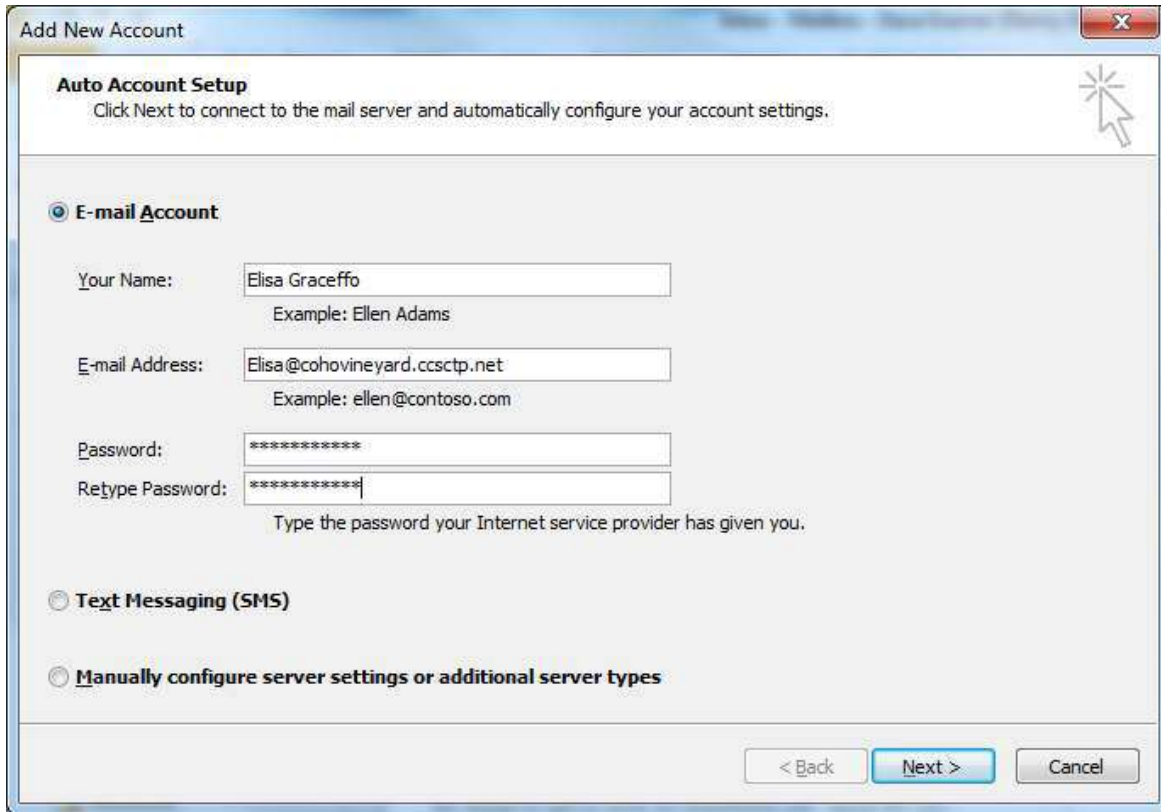 Add New Account
Auto Account Setup
Click Next to connect to the mail server and automatically configure your account settings.
E-mail Account
Your Name: Elisa Graceffo
Example: Ellen Adams
E-mail Address: Elisa@cohovineyard.ccsctp.net
Example: ellen@contoso.com
Password: ***********
Retype Password: ***********
Type the password your Internet service provider has given you.
Text Messaging (SMS)
Manually configure server settings or additional server types
< Back Next > Cancel